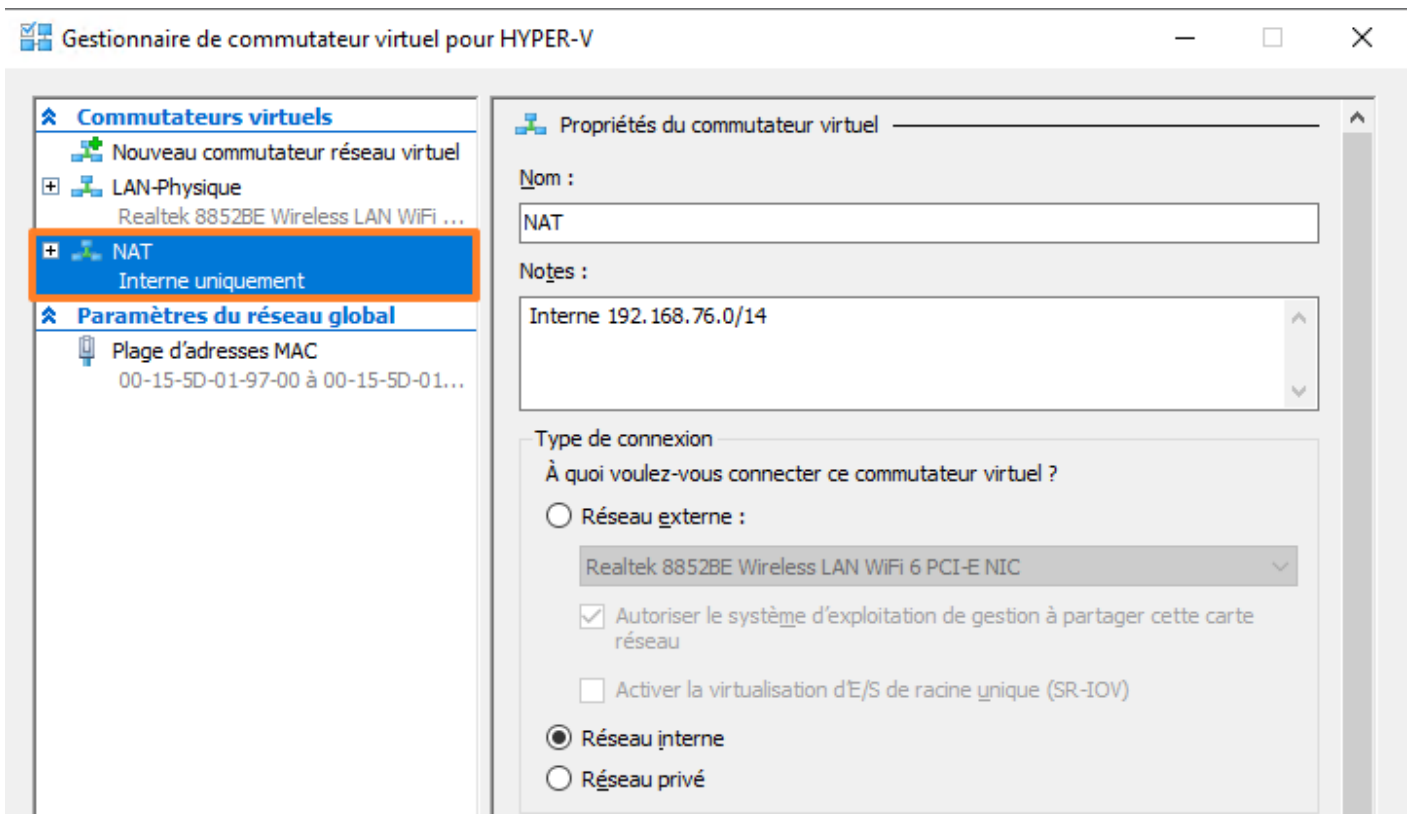 Gestionnaire de commutateur virtuel pour HYPER-V
Commutateurs virtuels
Nouveau commutateur réseau virtuel
LAN-Physique
Realtek 8852BE Wireless LAN WiFi ...
NAT
Interne uniquement
Paramètres du réseau global
Plage d'adresses MAC
00-15-5D-01-97-00 à 00-15-5D-01...
Propriétés du commutateur virtuel
Nom :
NAT
Notes :
Interne 192.168.76.0/14
Type de connexion
À quoi voulez-vous connecter ce commutateur virtuel ?
Réseau externe :
Realtek 8852BE Wireless LAN WiFi 6 PCI-E NIC
Autoriser le système d'exploitation de gestion à partager cette carte
réseau
Activer la virtualisation d'E/S de racine unique (SR-IOV)
Réseau interne
Réseau privé